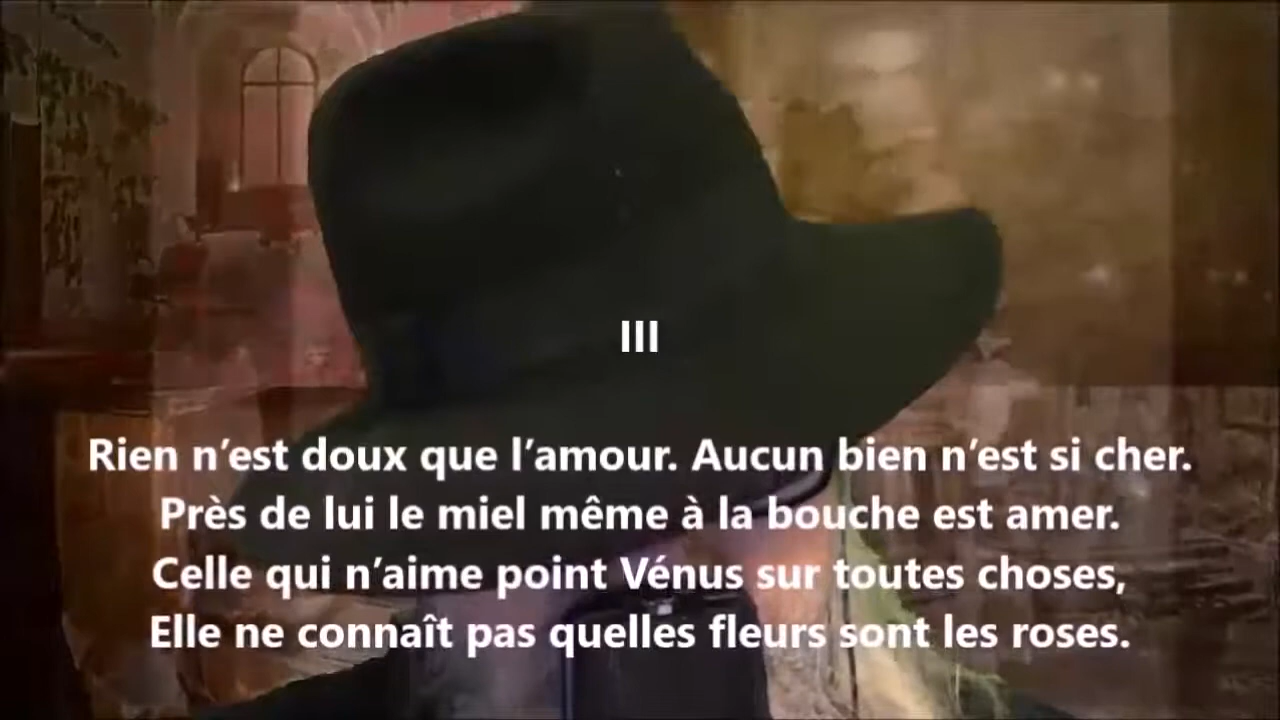 III
Rien n’est doux que l’amour. Aucun bien n’est si cher.
Près de lui le miel même à la bouche est amer.
Celle qui n’aime point Vénus sur toutes choses,
Elle ne connaît pas quelles fleurs sont les roses.